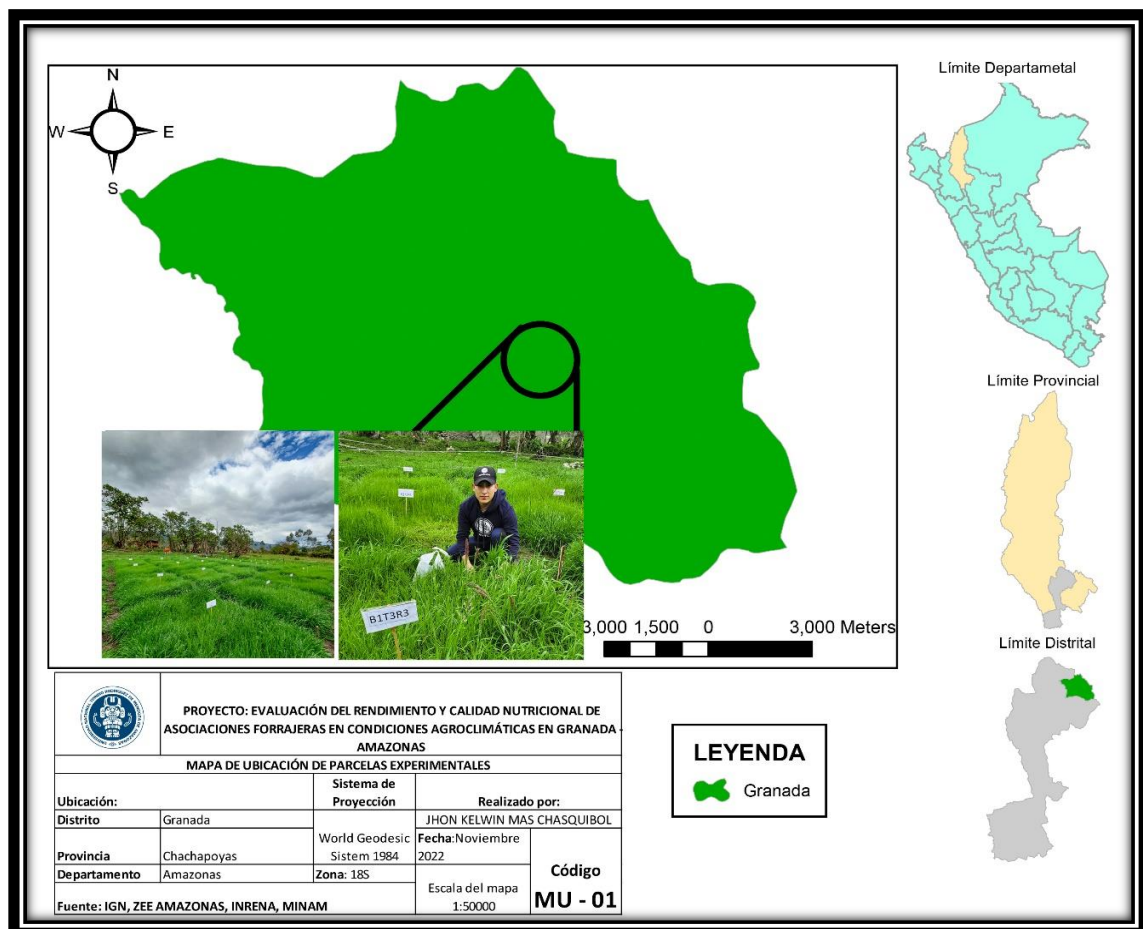 Límite Departametal
N
W
E
S
Límite Provincial
B1T3R3
3,000 1,500 0 3,000 Meters
Límite Distrital
PROYECTO: EVALUACIÓN DEL RENDIMIENTO Y CALIDAD NUTRICIONAL DE
ASOCIACIONES FORRAJERAS EN CONDICIONES AGROCLIMÁTICAS EN GRANADA -
AMAZONAS
MAPA DE UBICACIÓN DE PARCELAS EXPERIMENTALES
Ubicación:
Sistema de
Proyección
Realizado por:
Distrito Granada
JHON KELWIN MAS CHASQUIBOL
Provincia Chachapoyas
World Geodesic
Sistem 1984
Fecha:Noviembre
2022
Departamento Amazonas
Zona: 18S
Escala del mapa
1:50000
Código
MU - 01
Fuente: IGN, ZEE AMAZONAS, INRENA, MINAM
LEYENDA
Granada